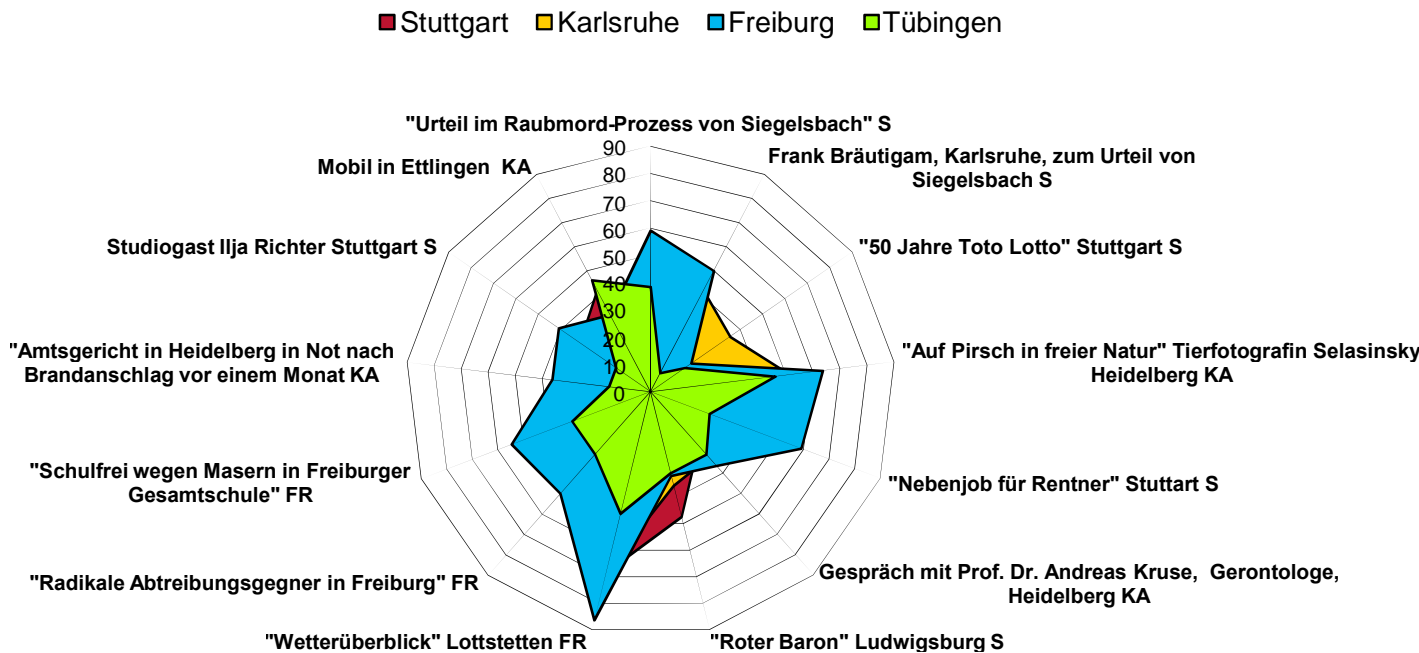 Stuttgart Karlsruhe Freiburg Tübingen
"Urteil im Raubmord-Prozess von Siegelsbach" S
Frank Bräutigam, Karlsruhe, zum Urteil von
Siegelsbach S
"50 Jahre Toto Lotto" Stuttgart S
"Auf Pirsch in freier Natur" Tierfotografin Selasinsky
Heidelberg KA
"Nebenjob für Rentner" Stuttart S
Gespräch mit Prof. Dr. Andreas Kruse, Gerontologe,
Heidelberg KA
"Roter Baron" Ludwigsburg S
"Wetterüberblick" Lottstetten FR
"Radikale Abtreibungsgegner in Freiburg" FR
"Schulfrei wegen Masern in Freiburger
Gesamtschule" FR
"Amtsgericht in Heidelberg in Not nach
Brandanschlag vor einem Monat KA
Studiogast Ilja Richter Stuttgart S
Mobil in Ettlingen KA
90
80
70
60
50
40
30
20
10
0